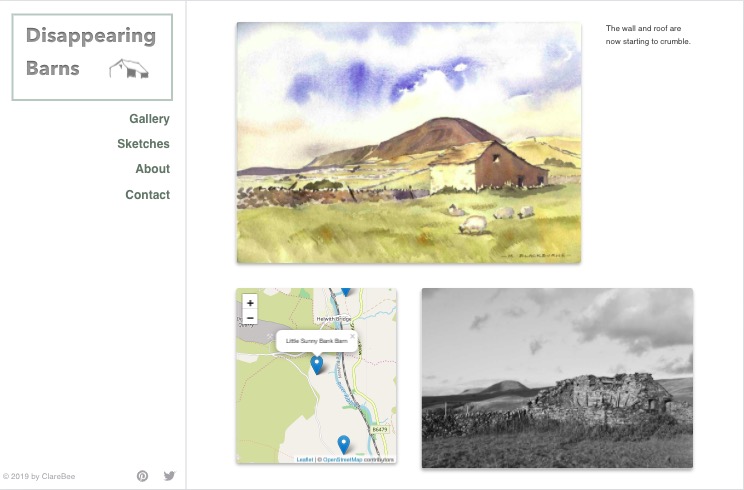 Disappearing
Barns
Gallery
Sketches
About
Contact
© 2019 by ClareBee
The wall and roof are
now starting to crumble.
+
−
Helwith Bridge
Quarry
Little Sunny Bank Barn
×
B6479
Leaflet | © OpenStreetMap contributors